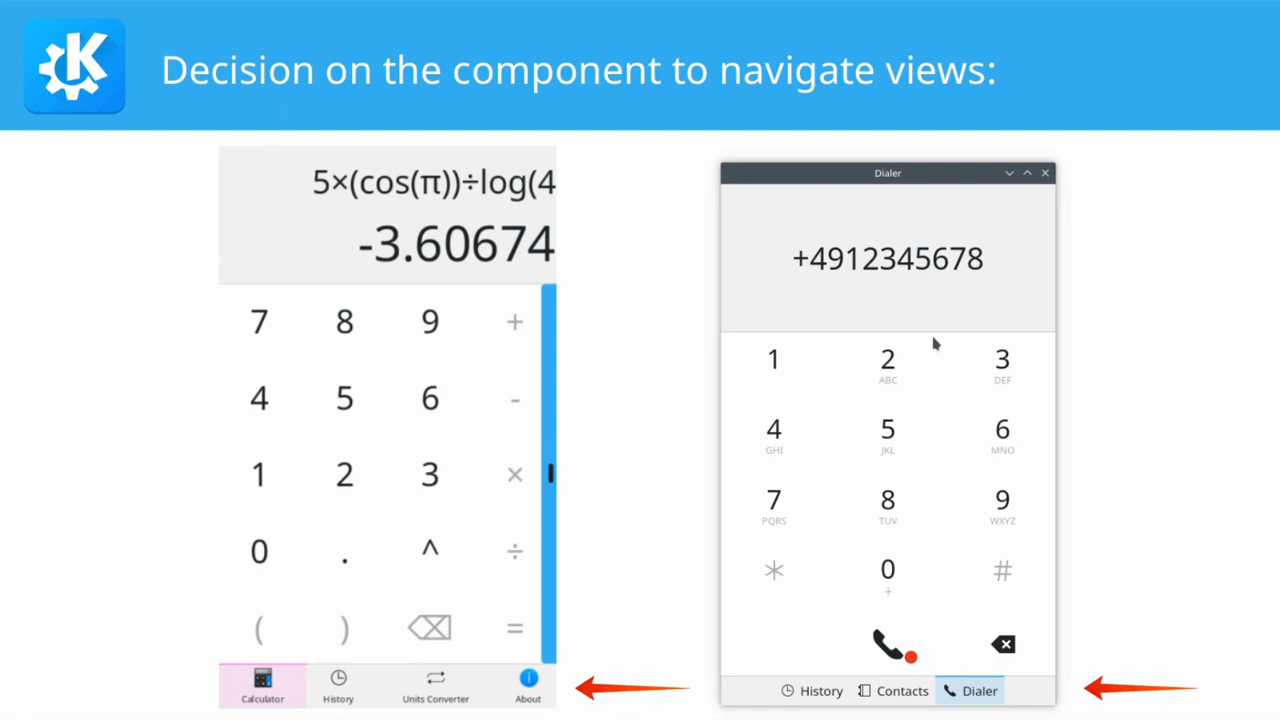 Decision on the component to navigate views:
5×(cos(π))÷log(4
-3.60674
7 8 9 +
4 5 6 -
1 2 3 ×
0 . ^ ÷
( ) =
Calculator History Units Converter About
Dialer
+4912345678
1 2 3
ABC DEF
4 5 6
GHI JKL MNO
7 8 9
PQRS TUV WXYZ
* 0 #
+
History Contacts Dialer